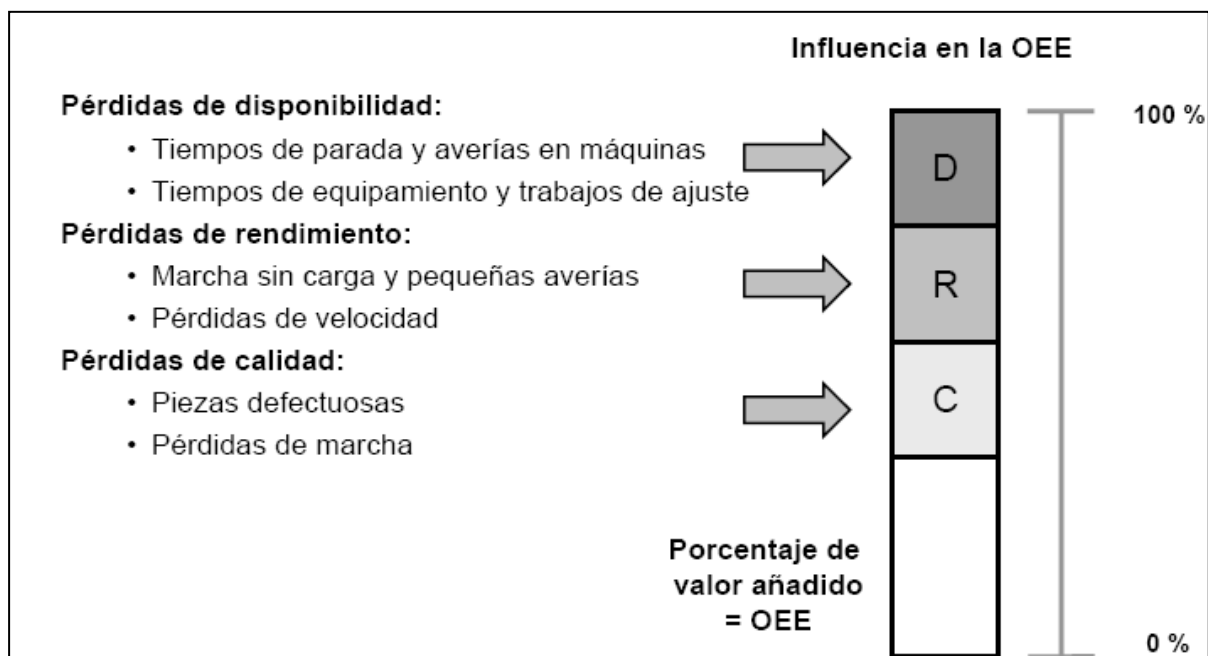 Influencia en la OEE
Pérdidas de disponibilidad:
• Tiempos de parada y averías en máquinas
• Tiempos de equipamiento y trabajos de ajuste
Pérdidas de rendimiento:
• Marcha sin carga y pequeñas averías
• Pérdidas de velocidad
Pérdidas de calidad:
• Piezas defectuosas
• Pérdidas de marcha
D
R
C
100 %
Porcentaje de
valor añadido
= OEE
0 %